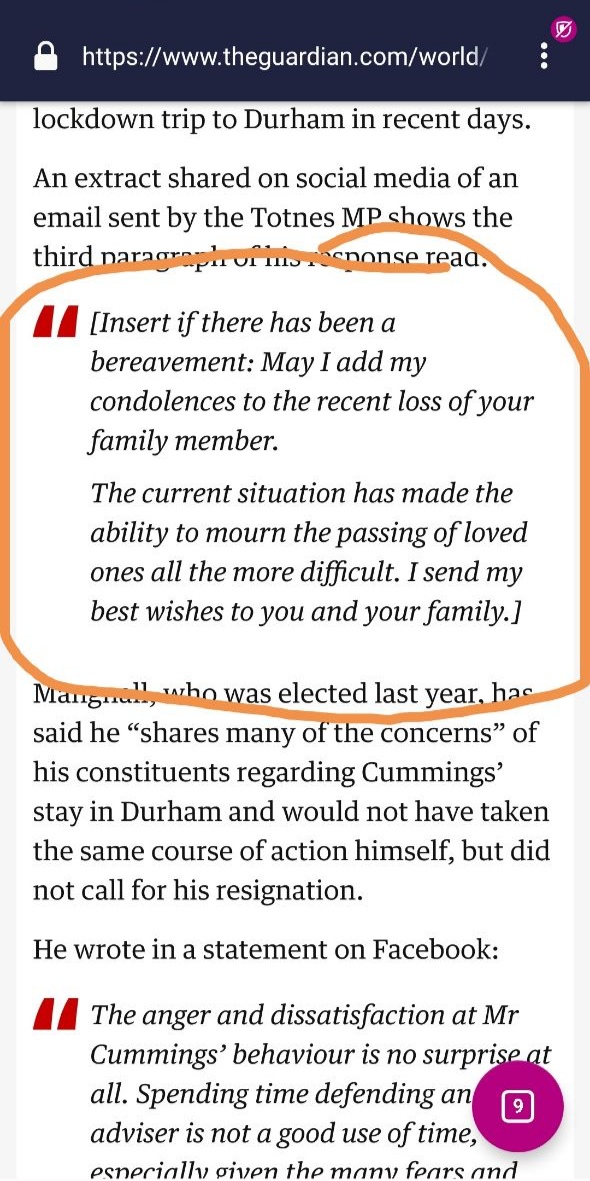 https://www.theguardian.com/world/
lockdown trip to Durham in recent days.
An extract shared on social media of an
email sent by the Totnes MP shows the
third paragraph of his response read:
[Insert if there has been a
bereavement: May I add my
condolences to the recent loss of your
family member.
The current situation has made the
ability to mourn the passing of loved
ones all the more difficult. I send my
best wishes to you and your family.]
Mangnall, who was elected last year, has
said he “shares many of the concerns” of
his constituents regarding Cummings’
stay in Durham and would not have taken
the same course of action himself, but did
not call for his resignation.
He wrote in a statement on Facebook:
The anger and dissatisfaction at Mr
Cummings’ behaviour is no surprise at
all. Spending time defending an
adviser is not a good use of time,
9
especially given the many fears and